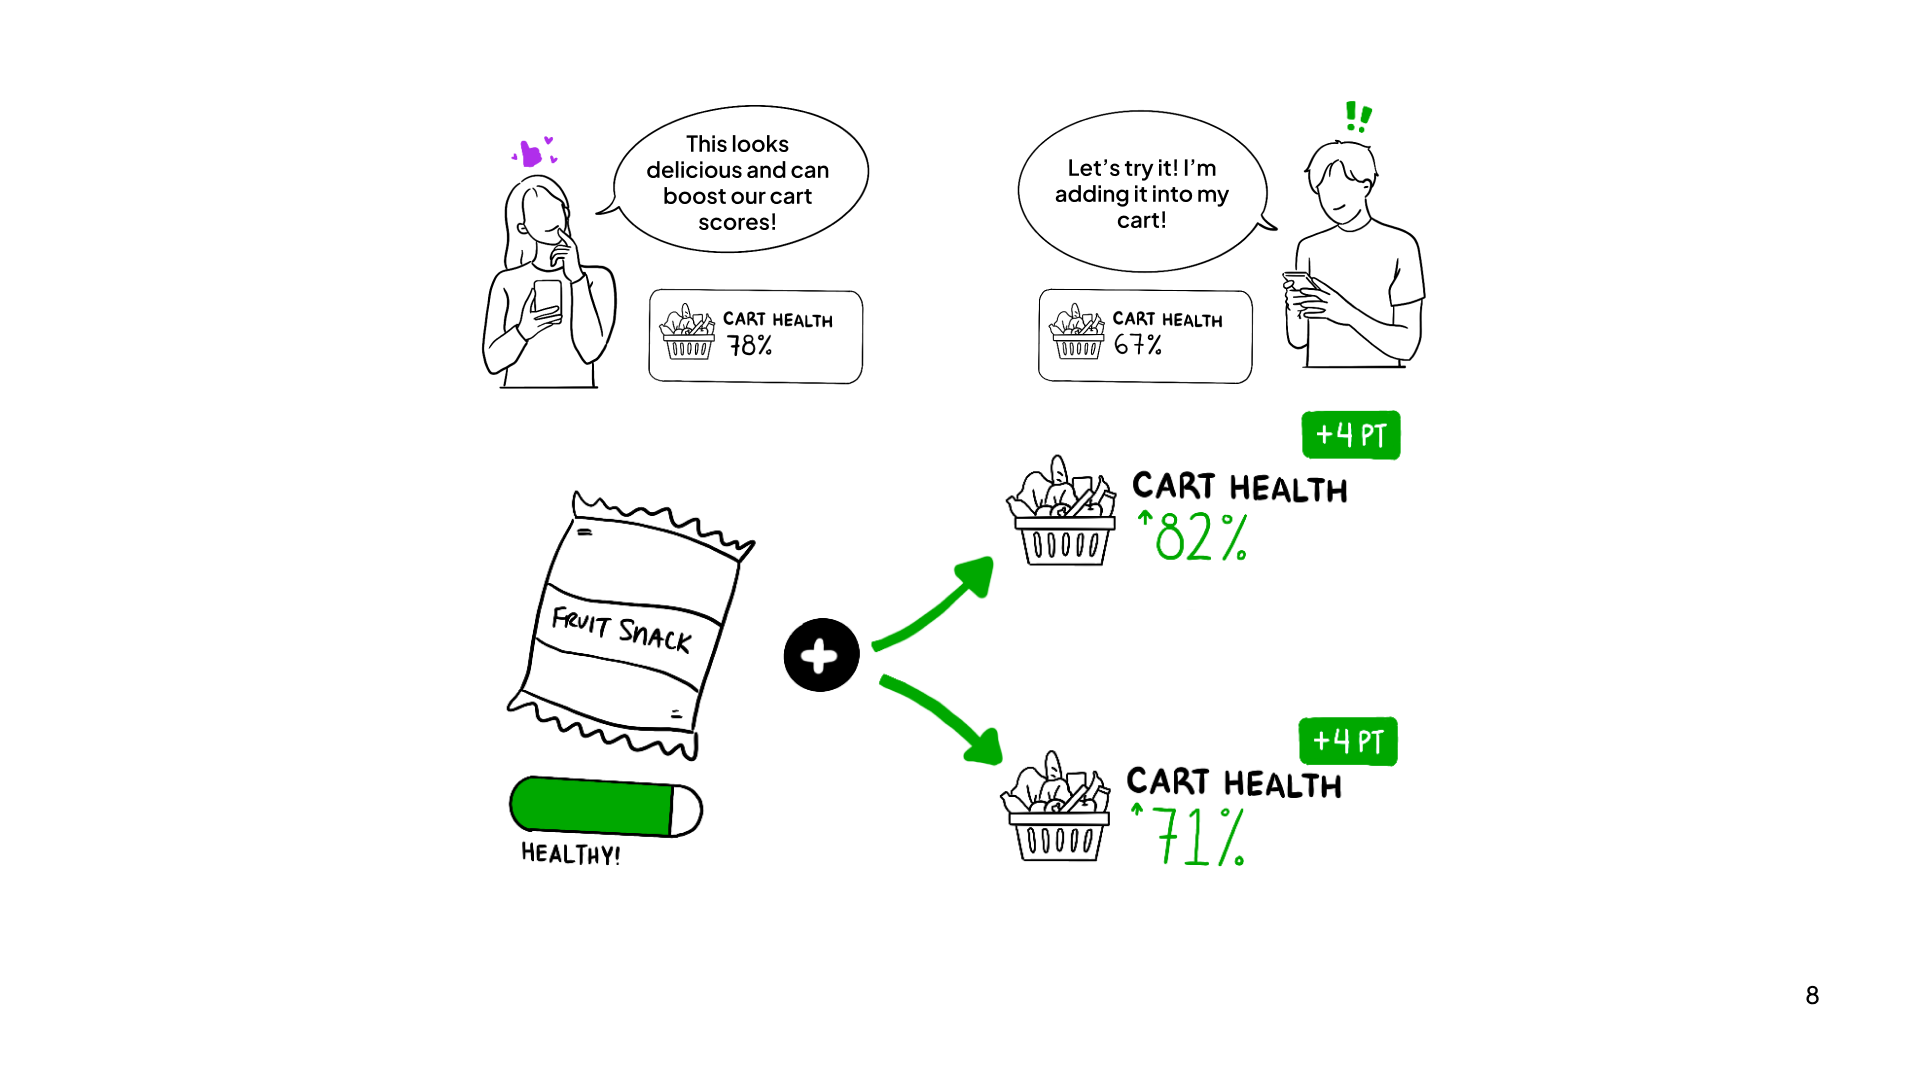 This looks
delicious and can
boost our cart
scores!
Let's try it! I'm
adding it into my
cart!
CART HEALTH
78%
CART HEALTH
67%
+4 PT
CART HEALTH
↑82%
FRUIT SNACK
+
+4 PT
CART HEALTH
↑71%
HEALTHY!
8